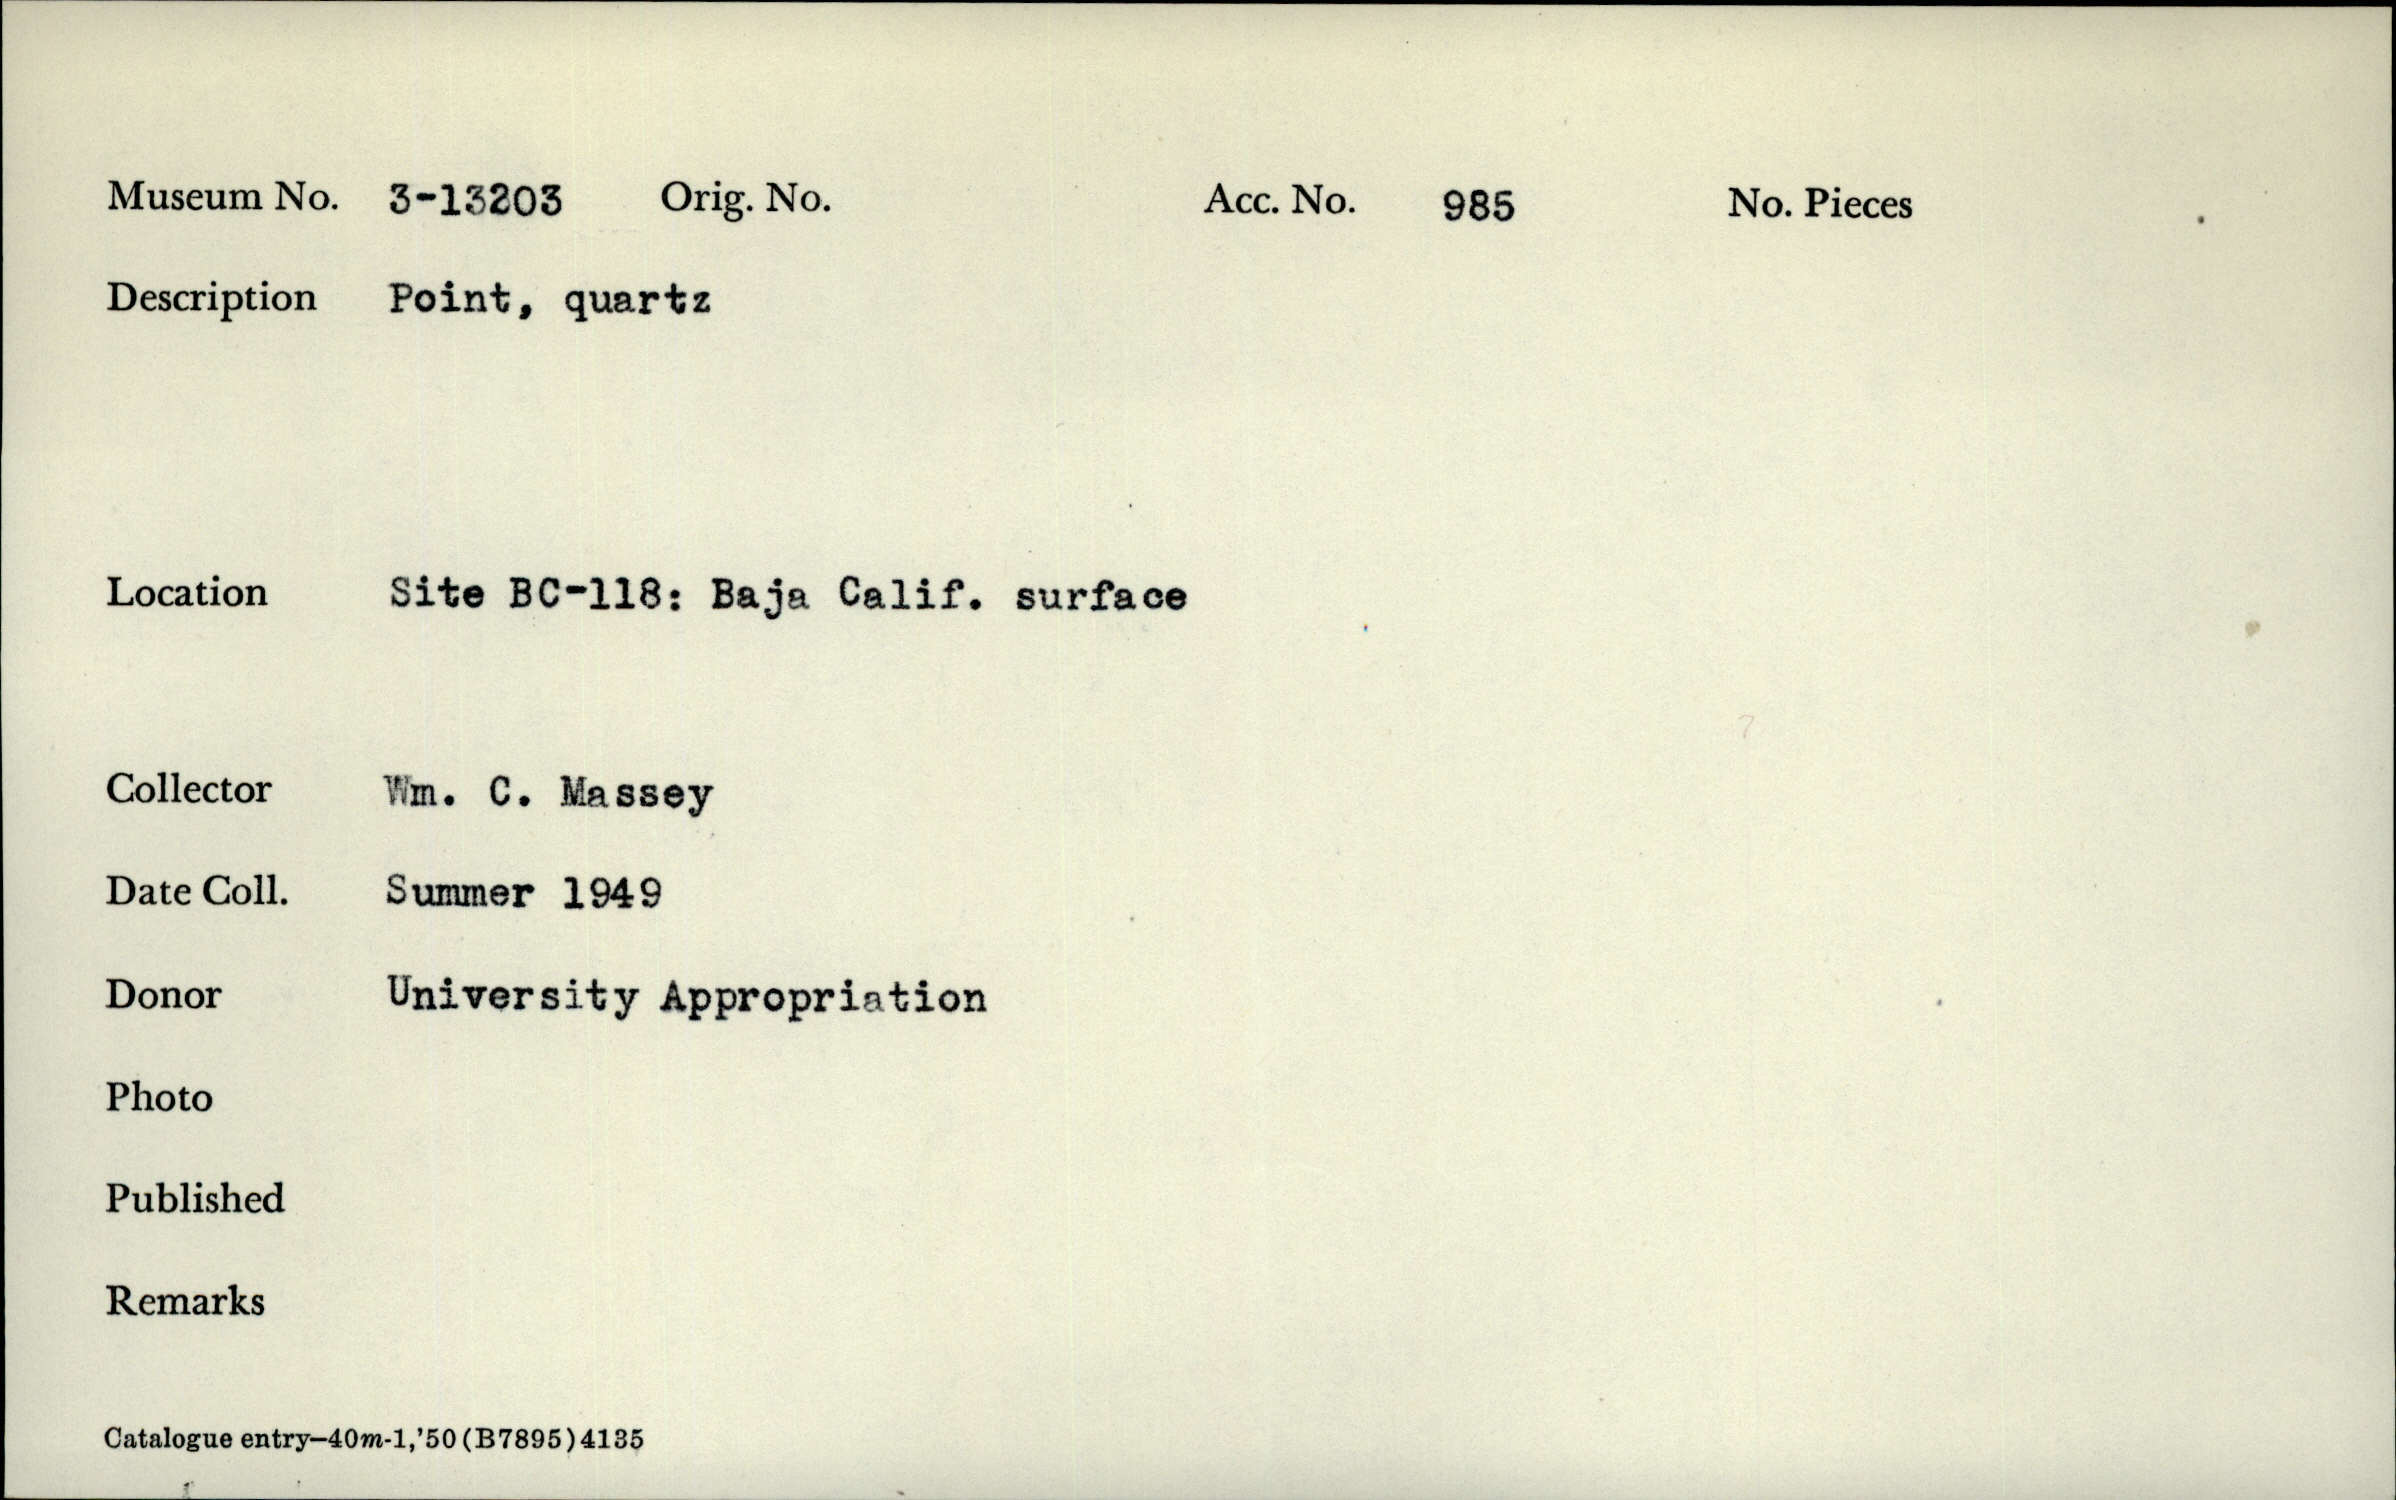 Museum No. 3-13203 Orig. No. Acc. No. 985 No. Pieces
Description Point, quartz
Location Site BC-118: Baja Calif. surface
Collector Wm. C. Massey
Date Coll. Summer 1949
Donor University Appropriation
Photo
Published
Remarks
Catalogue entry—40m-1,'50(B7895)4135